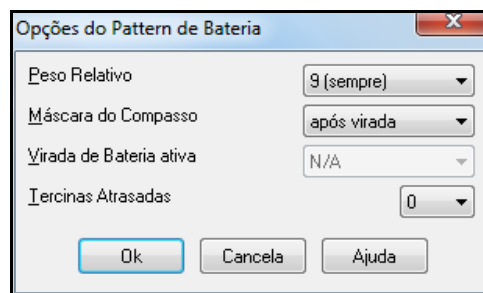 Opções do Pattern de Bateria
Peso Relativo 9 (sempre)
Máscara do Compasso após virada
Virada de Bateria ativa N/A
Tercinas Atrasadas 0
Ok Cancela Ajuda